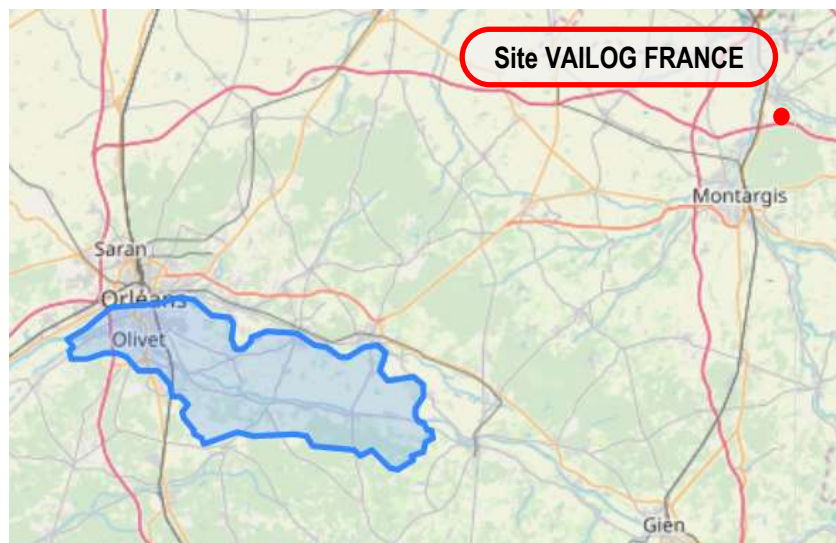 Site VAILOG FRANCE
Montargis
Saran
Orléans
Olivet
Gien